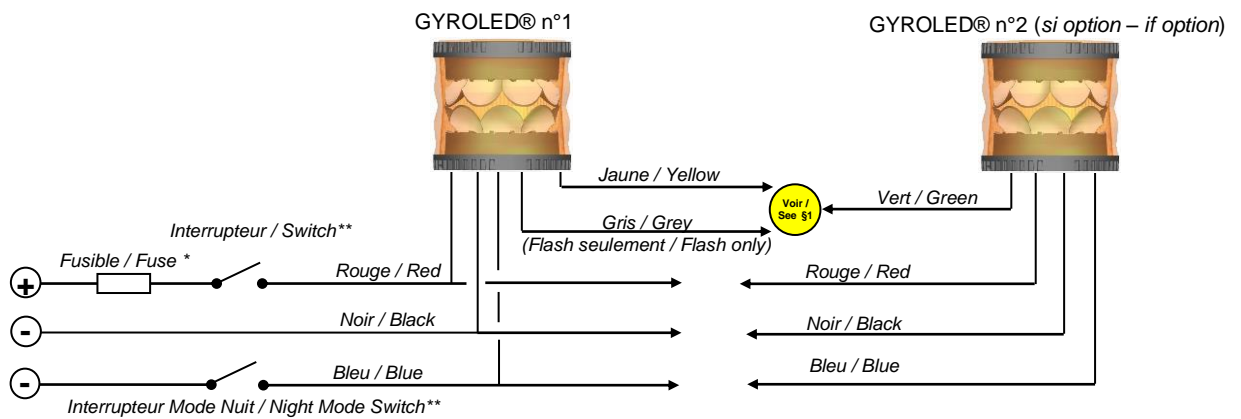 GYROLED® n°1
GYROLED® n°2 (si option – if option)
Jaune / Yellow
Voir /
See §1
Vert / Green
Gris / Grey
(Flash seulement / Flash only)
Interrupteur / Switch**
Fusible / Fuse *
Rouge / Red
Rouge / Red
+
Noir / Black
Noir / Black
-
Bleu / Blue
Bleu / Blue
-
Interrupteur Mode Nuit / Night Mode Switch**